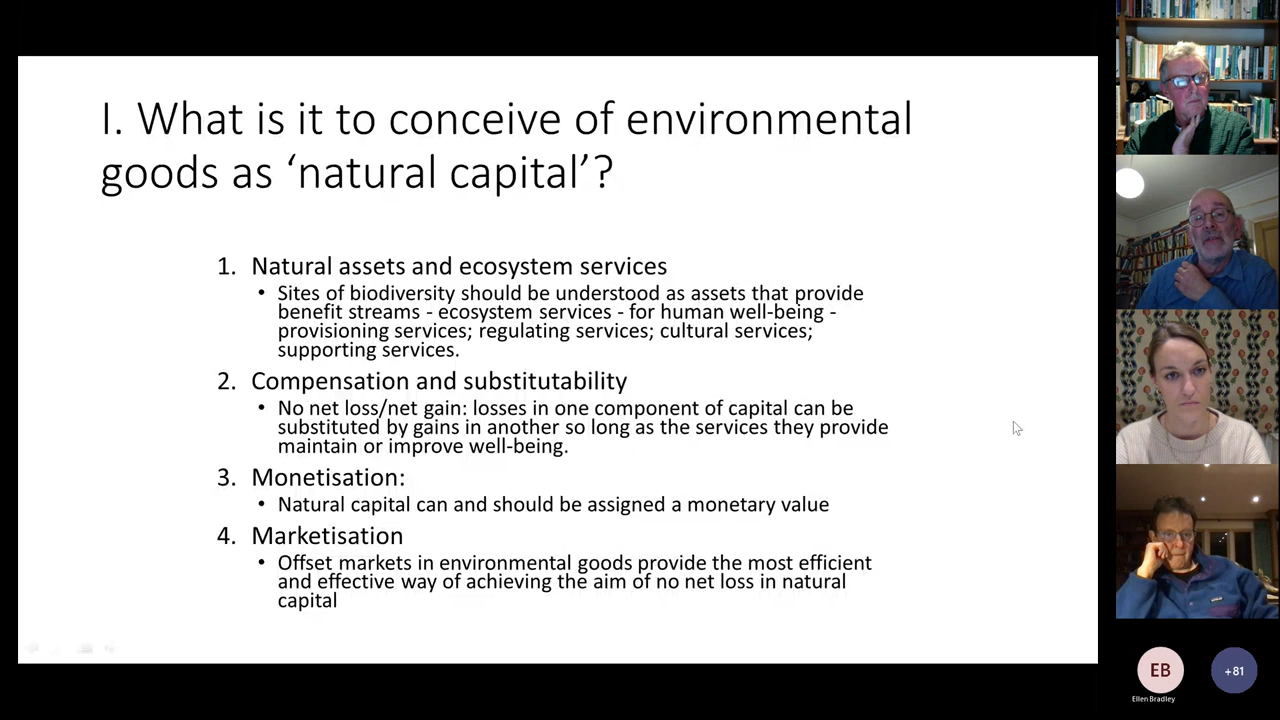 I. What is it to conceive of environmental
goods as ‘natural capital’?
1. Natural assets and ecosystem services
• Sites of biodiversity should be understood as assets that provide
benefit streams - ecosystem services - for human well-being -
provisioning services; regulating services; cultural services;
supporting services.
2. Compensation and substitutability
• No net loss/net gain: losses in one component of capital can be
substituted by gains in another so long as the services they provide
maintain or improve well-being.
3. Monetisation:
• Natural capital can and should be assigned a monetary value
4. Marketisation
• Offset markets in environmental goods provide the most efficient
and effective way of achieving the aim of no net loss in natural
capital
EB
+81
Ellen Bradley